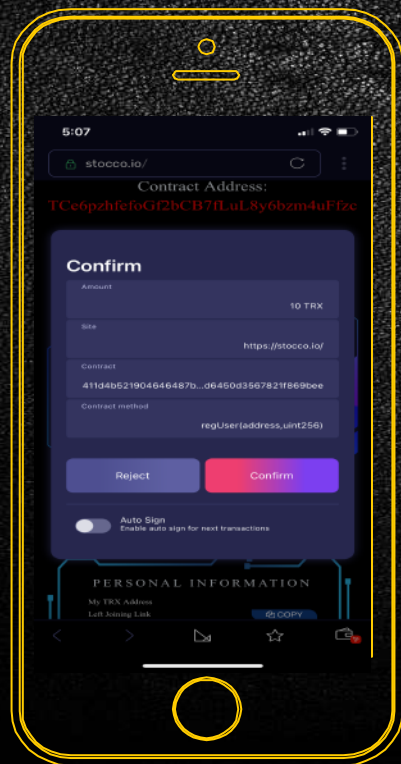 5:07
stocco.io/
Contract Address:
Confirm
Amount
10 TRX
Site
https://stocco.io/
Contract
411d4b521904646487b...d6450d3567821f869bee
Contract method
regUser(address,uint256)
Reject
Confirm
Auto Sign
Enable auto sign for next transactions
PERSONAL INFORMATION
My TRX Address
Left Joining Link
COPY